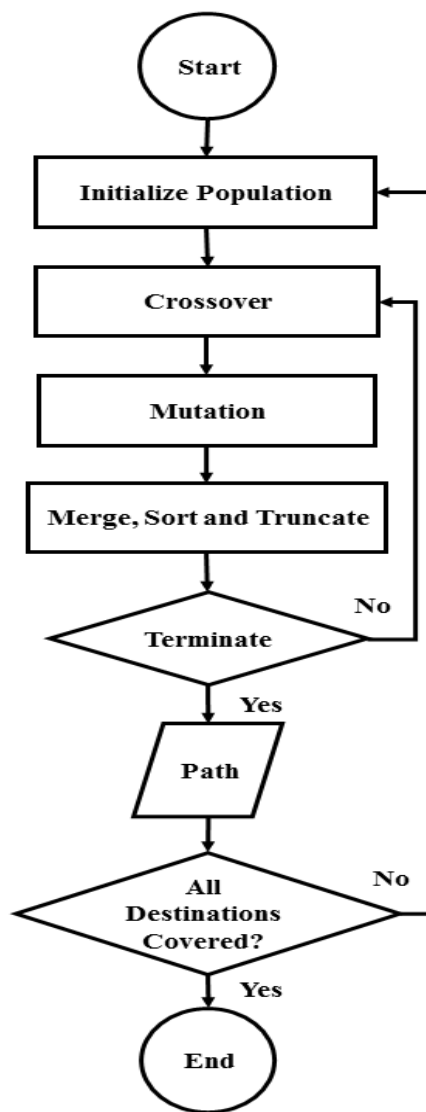 Start
Initialize Population
Crossover
Mutation
Merge, Sort and Truncate
No
Terminate
Yes
Path
No
All
Destinations
Covered?
Yes
End